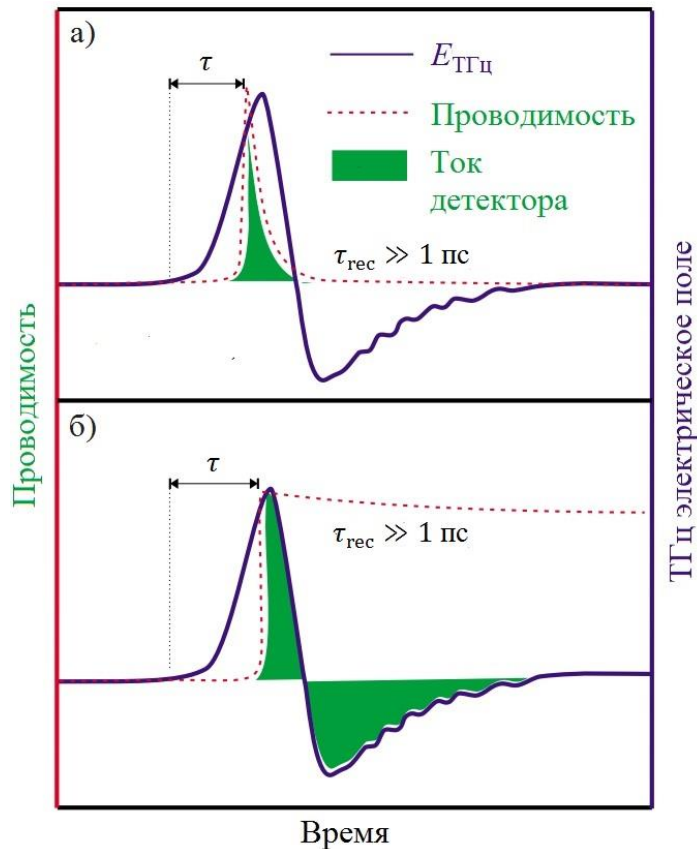 а)
τ
E_ТГц
Проводимость
Ток
детектора
τ_rec ≫ 1 пс
б)
τ
τ_rec ≫ 1 пс
Проводимость
ТГц электрическое поле
Время